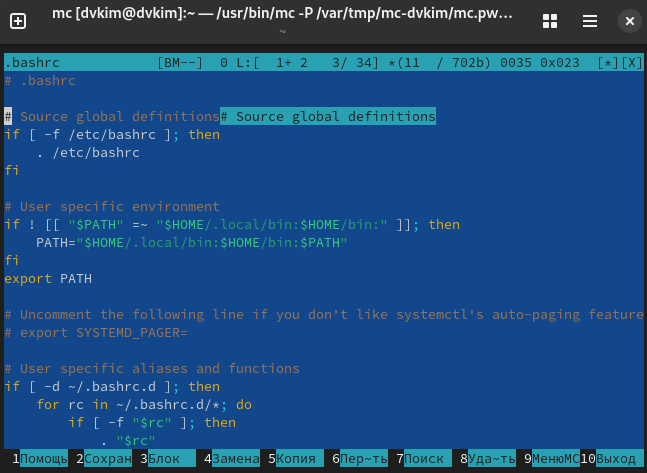 mc [dvkim@dvkim]:~ — /usr/bin/mc -P /var/tmp/mc-dvkim/mc.pw…
~
.bashrc            [BM--]  0 L:[  1+ 2   3/ 34] *(11  / 702b) 0035 0x023  [*][X]
# .bashrc
# Source global definitions# Source global definitions
if [ -f /etc/bashrc ]; then
    . /etc/bashrc
fi
# User specific environment
if ! [[ "$PATH" =~ "$HOME/.local/bin:$HOME/bin:" ]]; then
    PATH="$HOME/.local/bin:$HOME/bin:$PATH"
fi
export PATH
# Uncomment the following line if you don't like systemctl's auto-paging feature
# export SYSTEMD_PAGER=
# User specific aliases and functions
if [ -d ~/.bashrc.d ]; then
    for rc in ~/.bashrc.d/*; do
        if [ -f "$rc" ]; then
            . "$rc"
1Помощь 2Сохран 3Блок 4Замена 5Копия 6Пер~ть 7Поиск 8Уда~ть 9МенюMC 10Выход